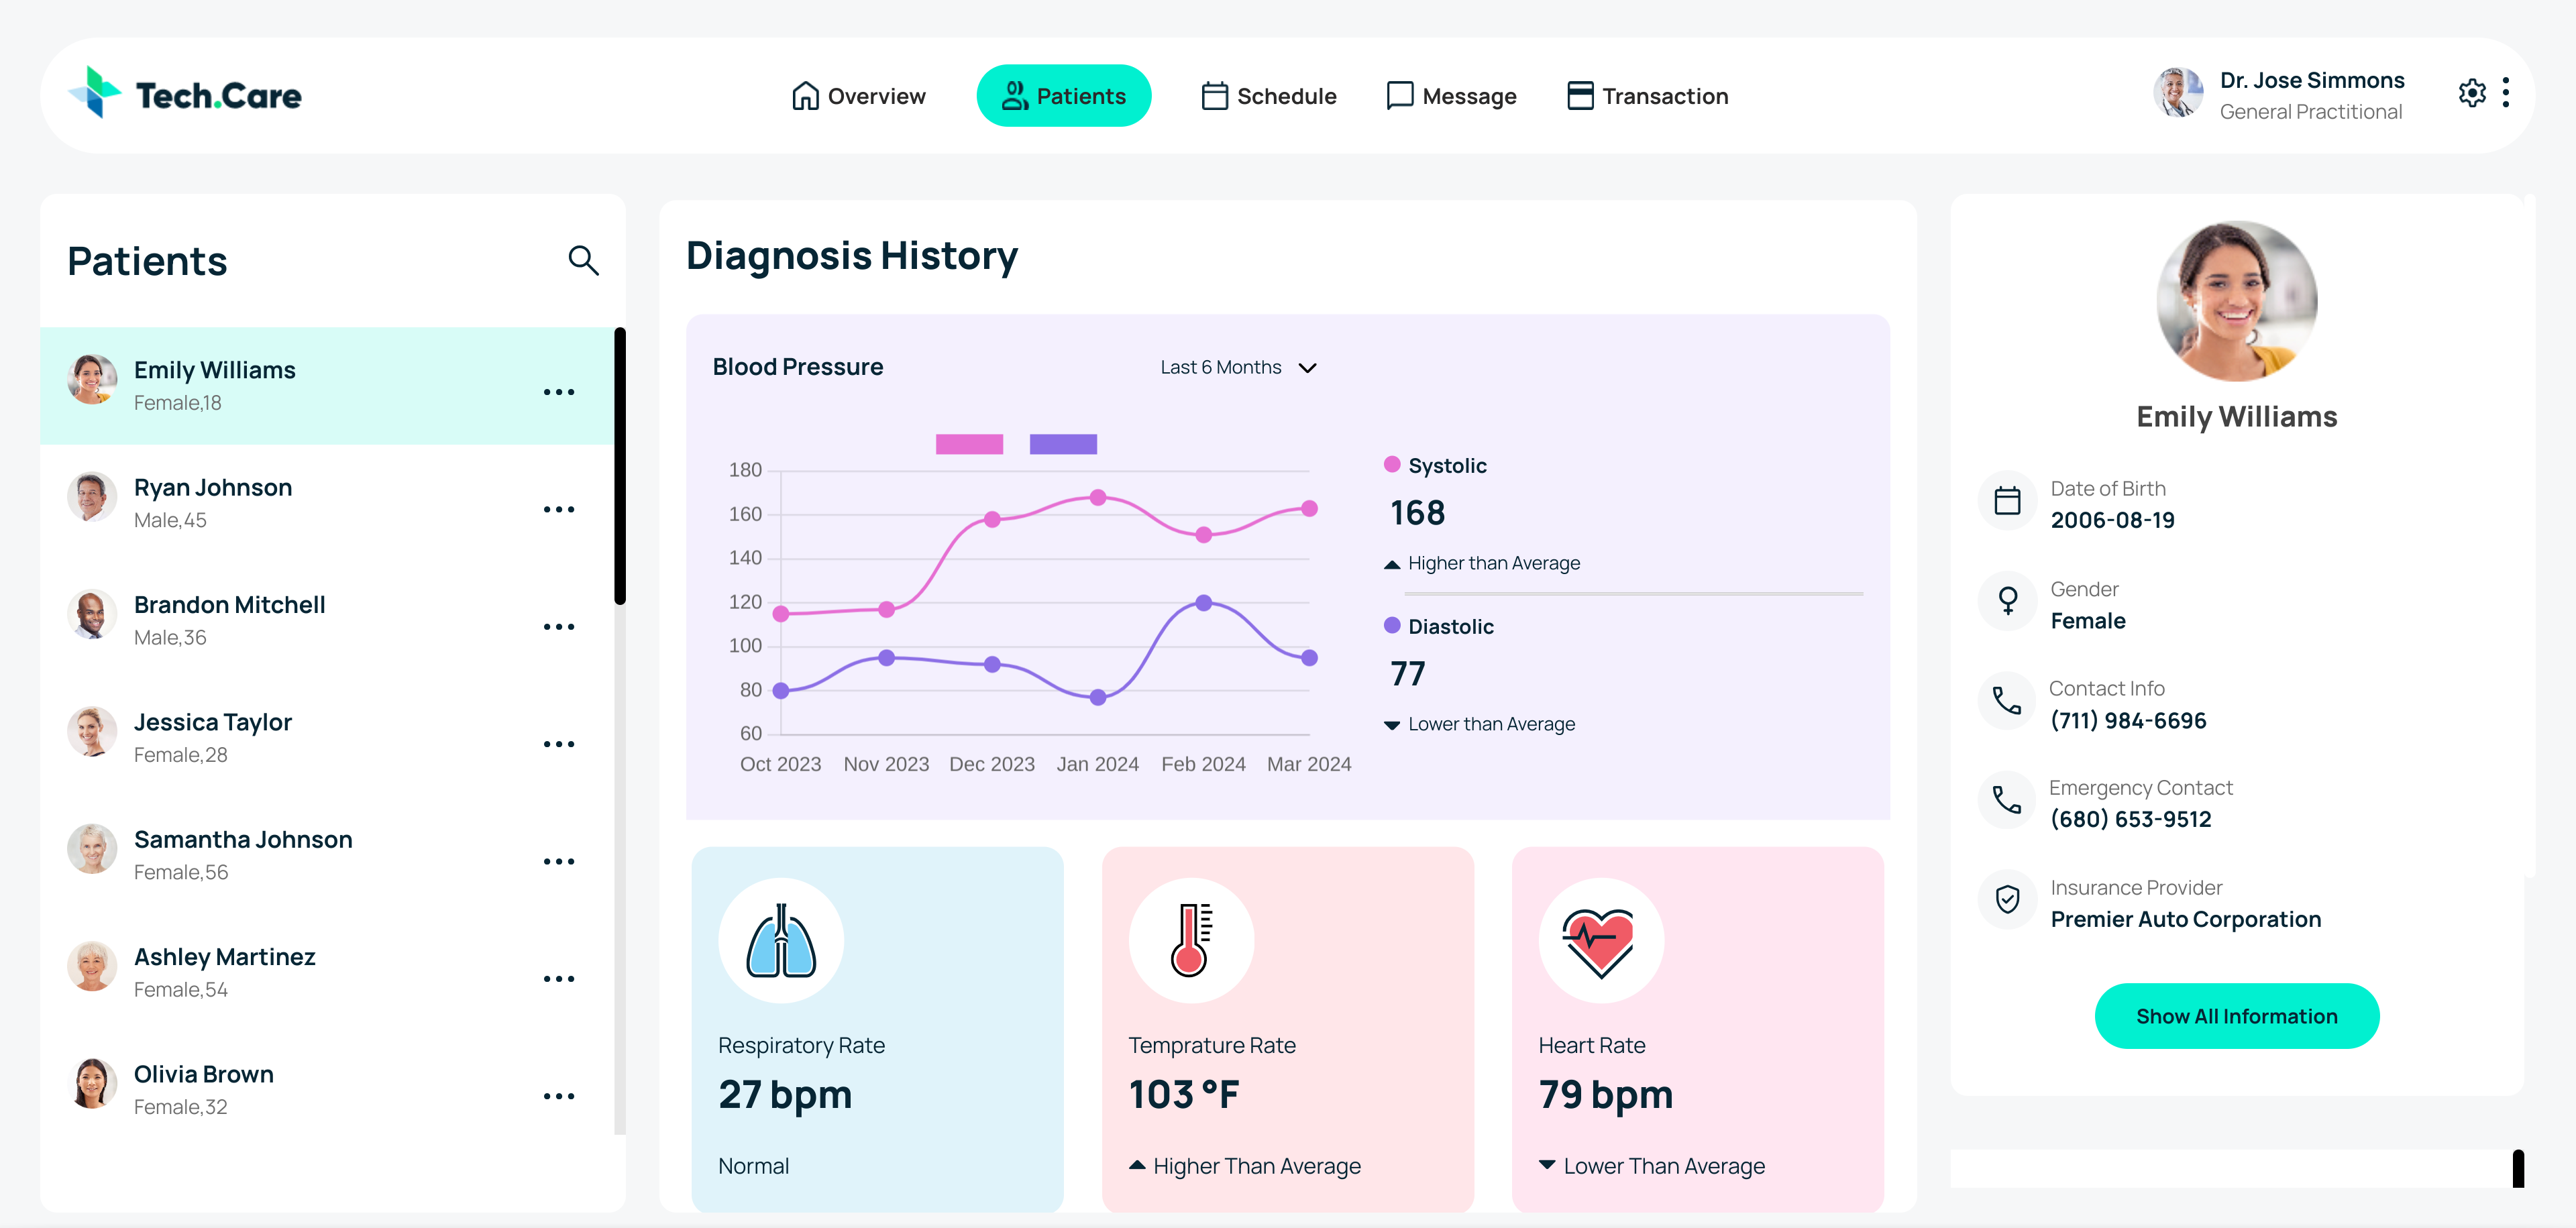 Tech.Care
Overview
Patients
Schedule
Message
Transaction
Dr. Jose Simmons
General Practitional
Patients
Emily Williams
Female,18
Ryan Johnson
Male,45
Brandon Mitchell
Male,36
Jessica Taylor
Female,28
Samantha Johnson
Female,56
Ashley Martinez
Female,54
Olivia Brown
Female,32
Diagnosis History
Blood Pressure
Last 6 Months
180
160
140
120
100
80
60
Oct 2023 Nov 2023 Dec 2023 Jan 2024 Feb 2024 Mar 2024
Systolic
168
Higher than Average
Diastolic
77
Lower than Average
Respiratory Rate
27 bpm
Normal
Temprature Rate
103 °F
Higher Than Average
Heart Rate
79 bpm
Lower Than Average
Emily Williams
Date of Birth
2006-08-19
Gender
Female
Contact Info
(711) 984-6696
Emergency Contact
(680) 653-9512
Insurance Provider
Premier Auto Corporation
Show All Information